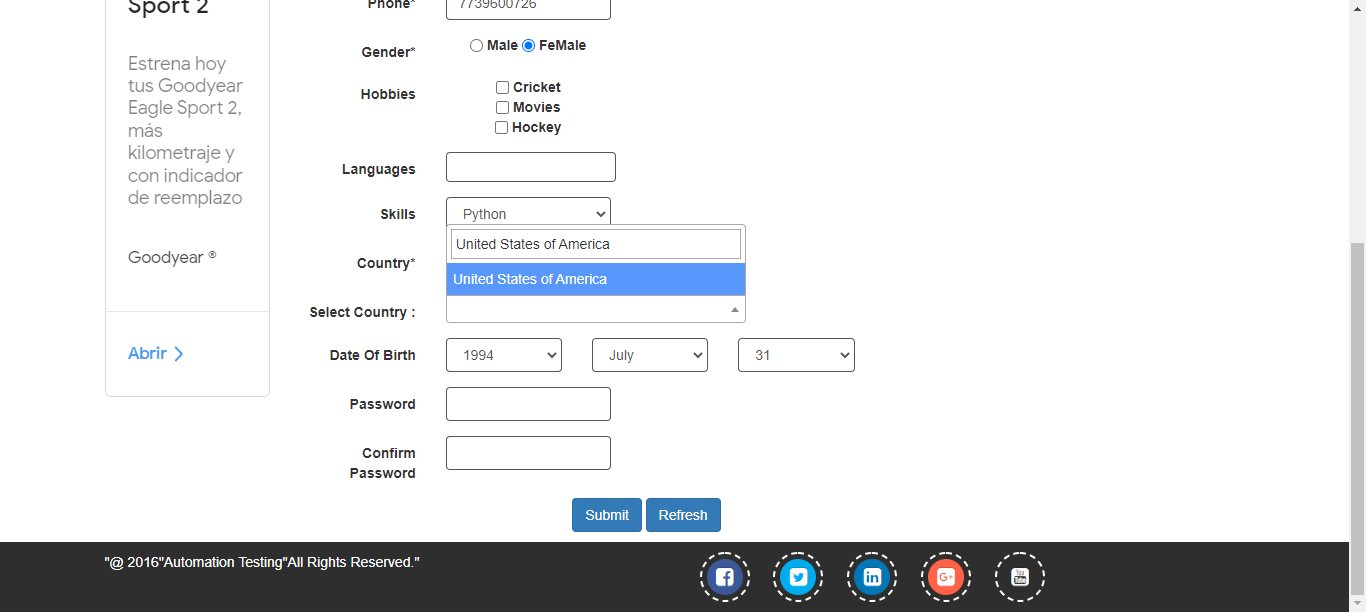 Sport 2
Estrena hoy
tus Goodyear
Eagle Sport 2,
más
kilometraje y
con indicador
de reemplazo
Goodyear ®
Abrir
Phone*
7739600726
Gender*
Male FeMale
Hobbies
Cricket
Movies
Hockey
Languages
Skills
Python
Country*
United States of America
United States of America
Select Country :
Date Of Birth
1994 July 31
Password
Confirm
Password
Submit Refresh
"@ 2016"Automation Testing"All Rights Reserved."
f
in
G+
You
Tube